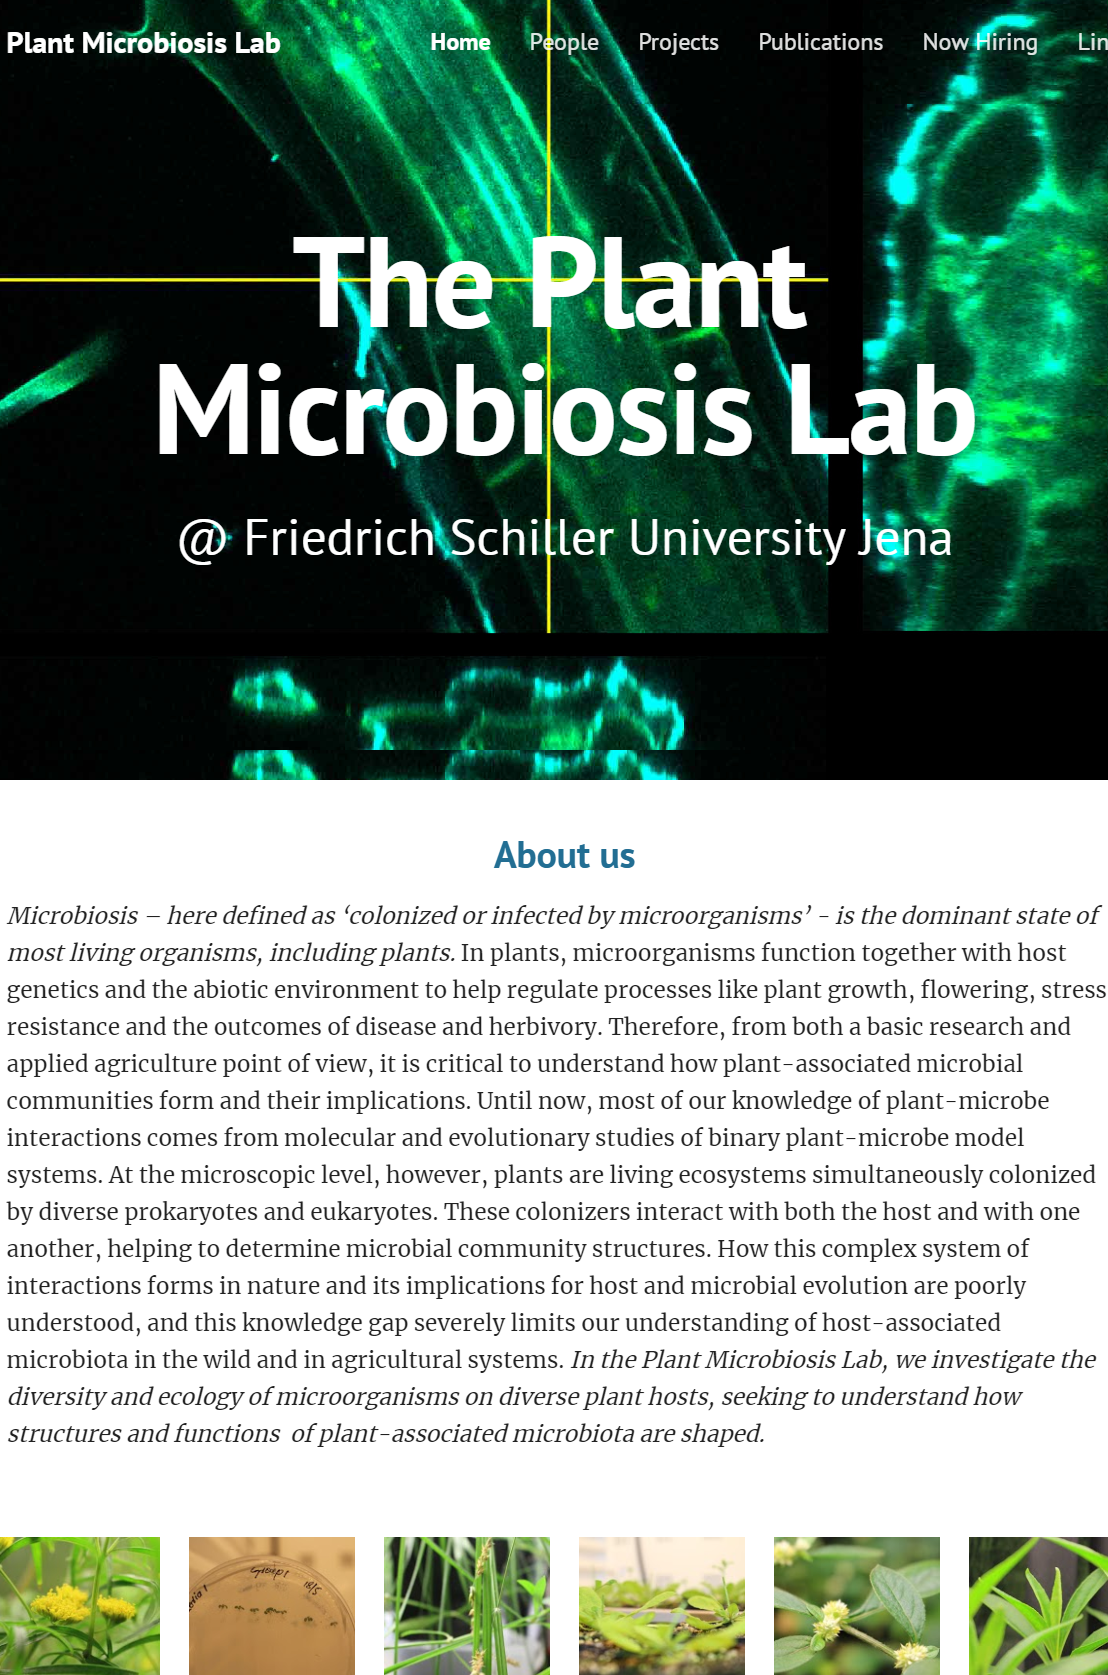 Plant Microbiosis Lab
Home People Projects Publications Now Hiring
The Plant
Microbiosis Lab
@ Friedrich Schiller University Jena
About us
Microbiosis – here defined as ‘colonized or infected by microorganisms’ - is the dominant state of
most living organisms, including plants. In plants, microorganisms function together with host
genetics and the abiotic environment to help regulate processes like plant growth, flowering, stress
resistance and the outcomes of disease and herbivory. Therefore, from both a basic research and
applied agriculture point of view, it is critical to understand how plant-associated microbial
communities form and their implications. Until now, most of our knowledge of plant-microbe
interactions comes from molecular and evolutionary studies of binary plant-microbe model
systems. At the microscopic level, however, plants are living ecosystems simultaneously colonized
by diverse prokaryotes and eukaryotes. These colonizers interact with both the host and with one
another, helping to determine microbial community structures. How this complex system of
interactions forms in nature and its implications for host and microbial evolution are poorly
understood, and this knowledge gap severely limits our understanding of host-associated
microbiota in the wild and in agricultural systems. In the Plant Microbiosis Lab, we investigate the
diversity and ecology of microorganisms on diverse plant hosts, seeking to understand how
structures and functions  of plant-associated microbiota are shaped.